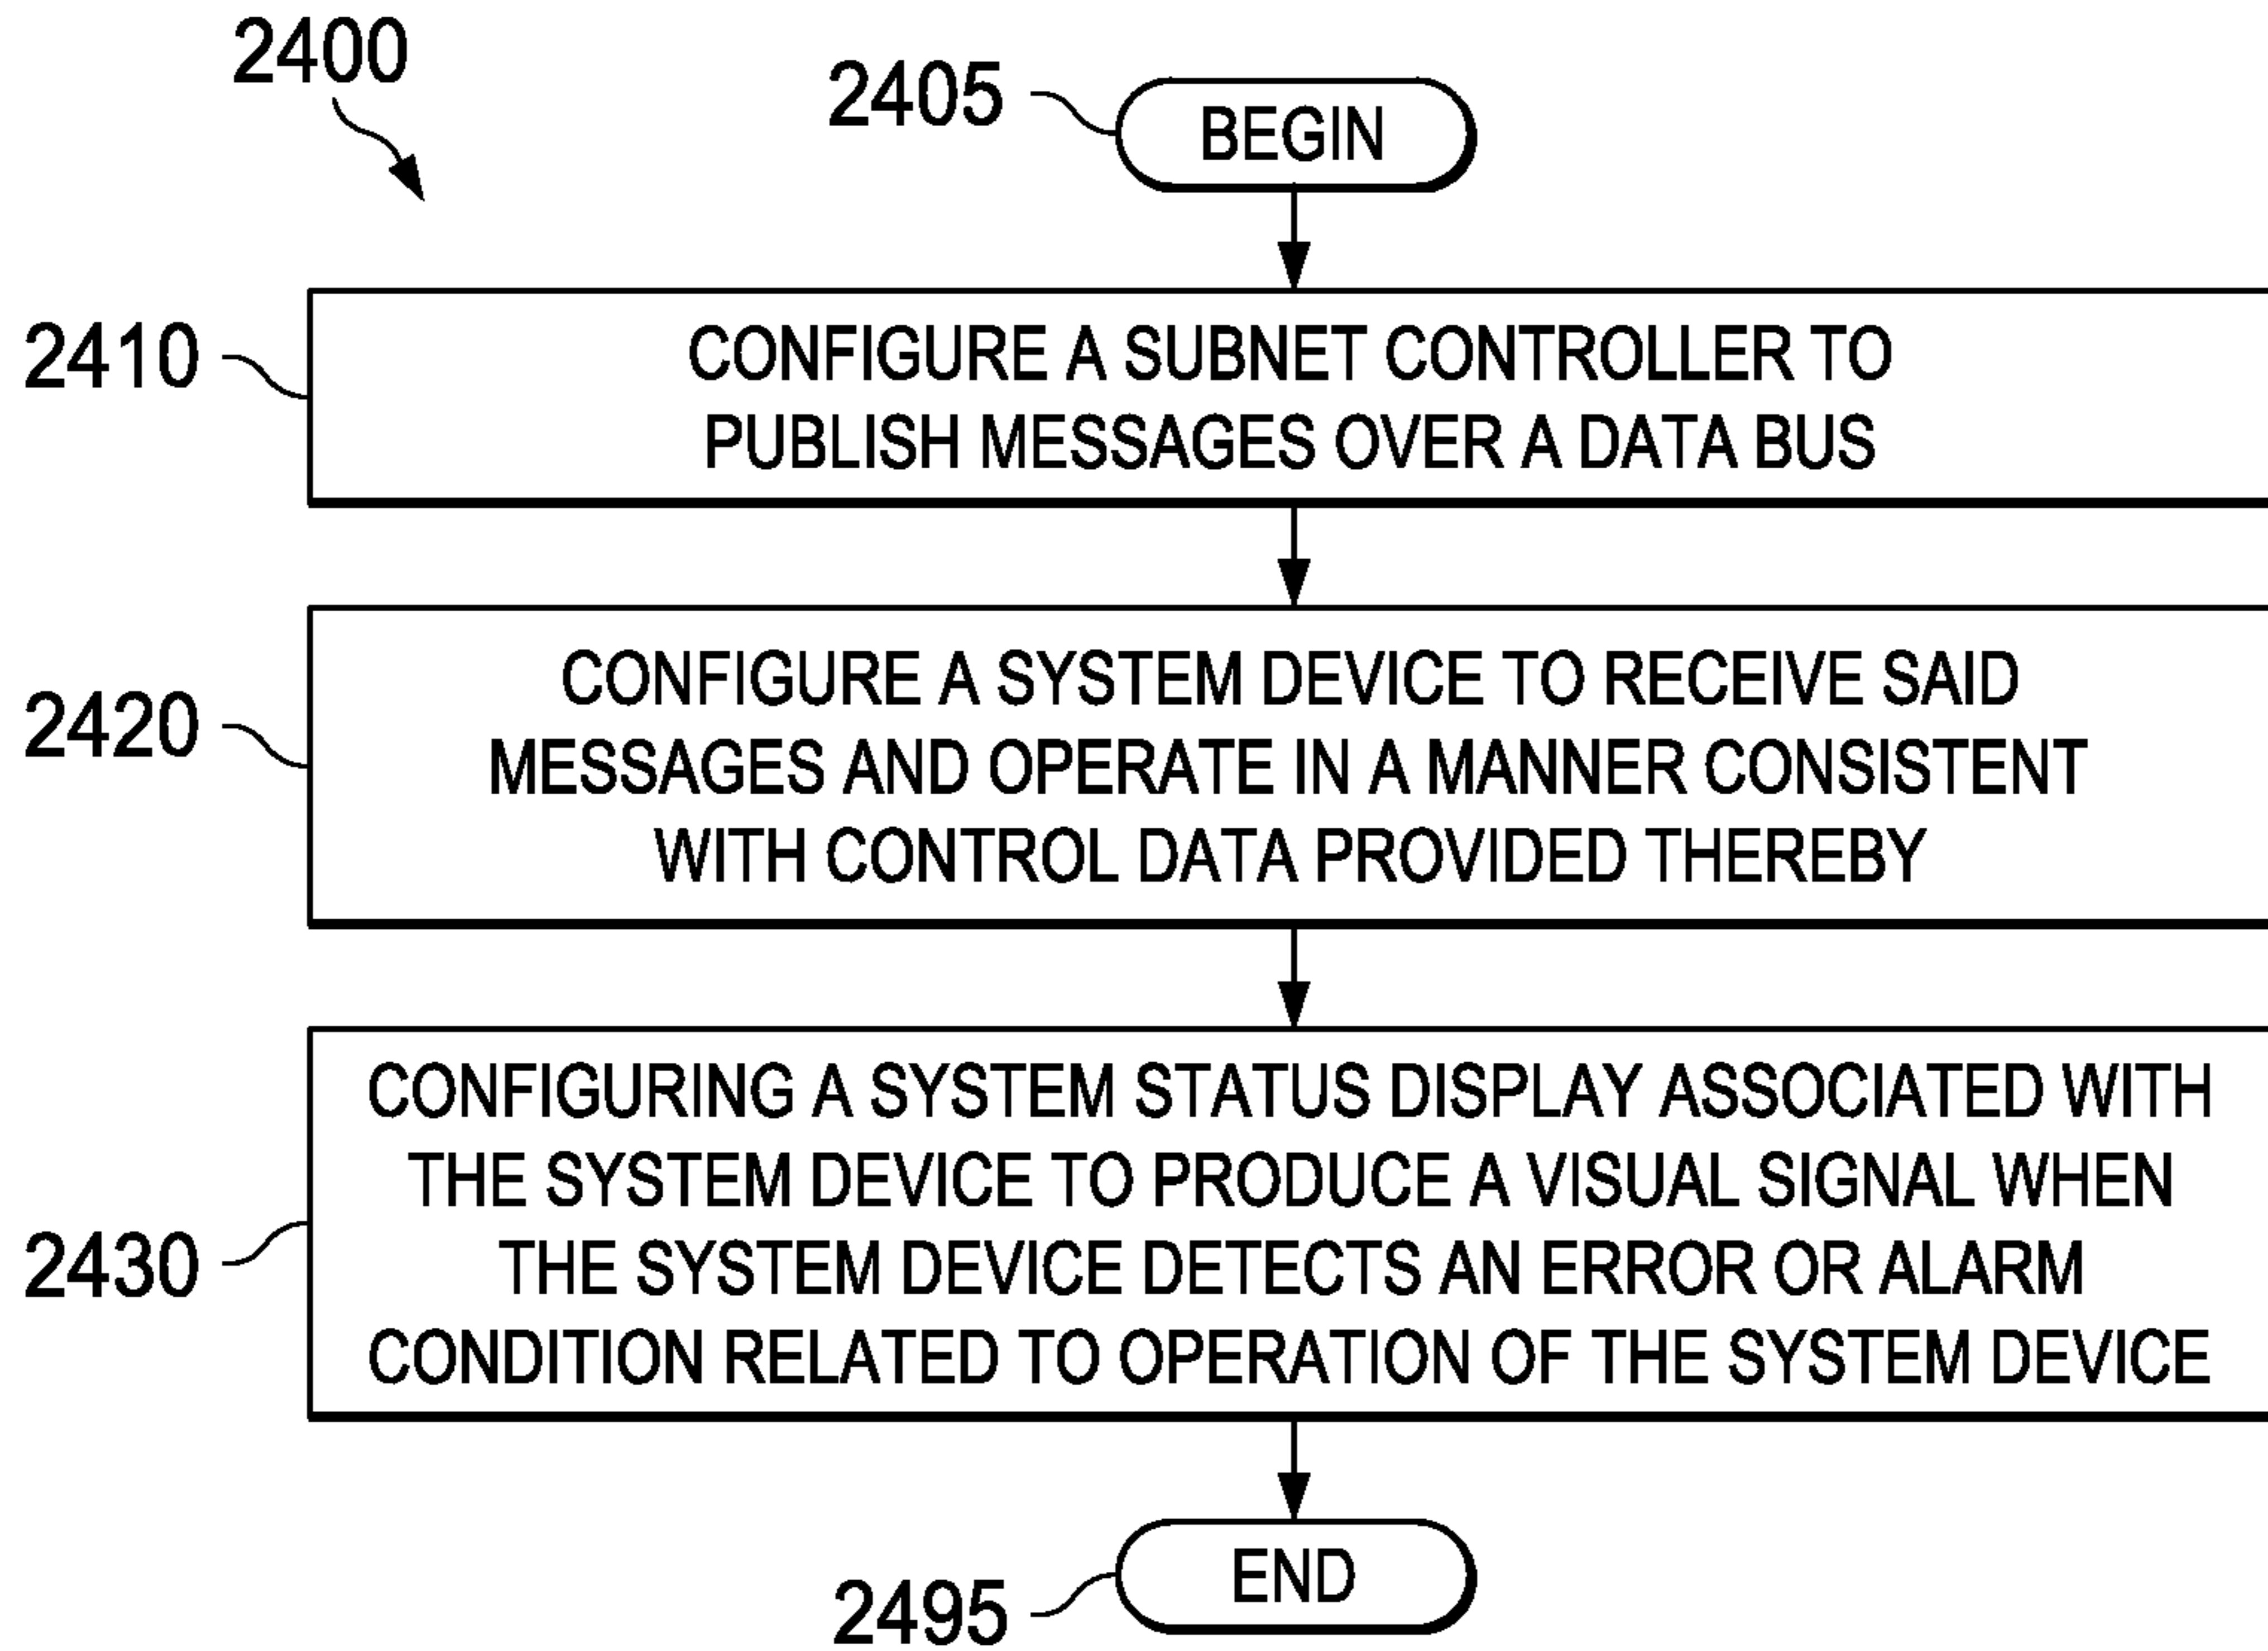 2400
2405
BEGIN
2410
CONFIGURE A SUBNET CONTROLLER TO
PUBLISH MESSAGES OVER A DATA BUS
2420
CONFIGURE A SYSTEM DEVICE TO RECEIVE SAID
MESSAGES AND OPERATE IN A MANNER CONSISTENT
WITH CONTROL DATA PROVIDED THEREBY
2430
CONFIGURING A SYSTEM STATUS DISPLAY ASSOCIATED WITH
THE SYSTEM DEVICE TO PRODUCE A VISUAL SIGNAL WHEN
THE SYSTEM DEVICE DETECTS AN ERROR OR ALARM
CONDITION RELATED TO OPERATION OF THE SYSTEM DEVICE
2495
END